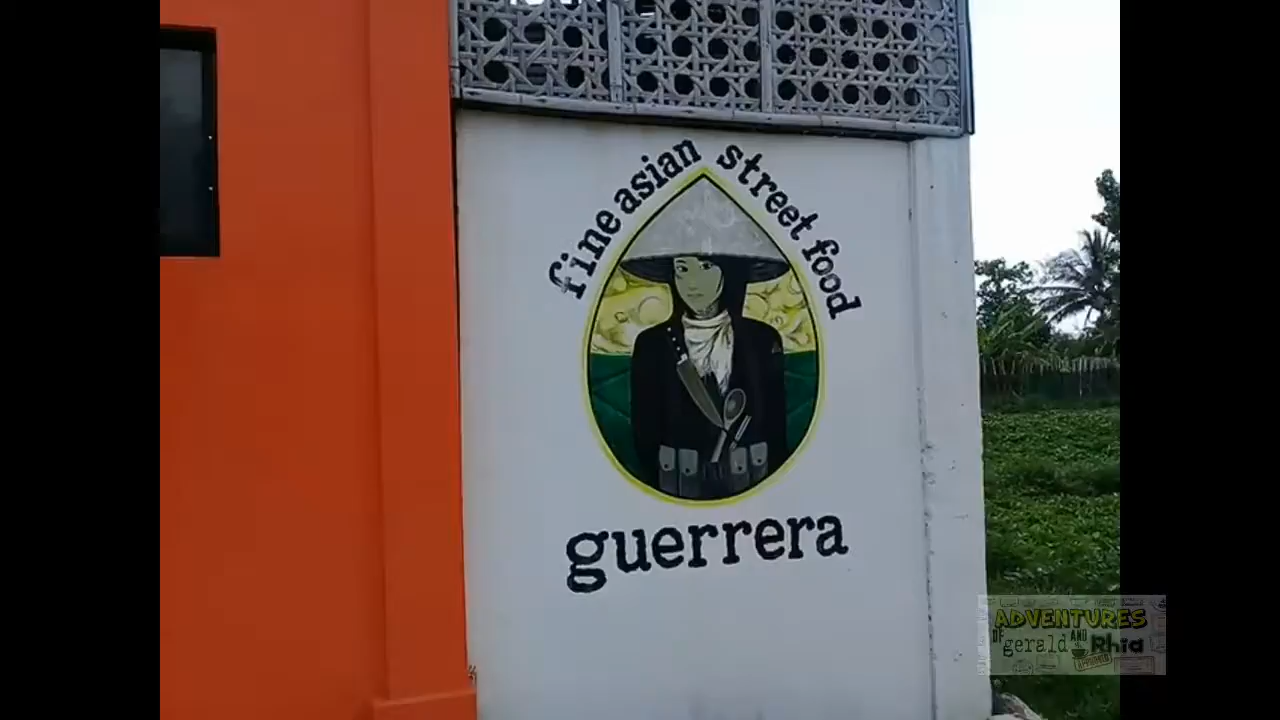 fine asian street food
guerrera
ADVENTURES
OF gerald AND Rhia